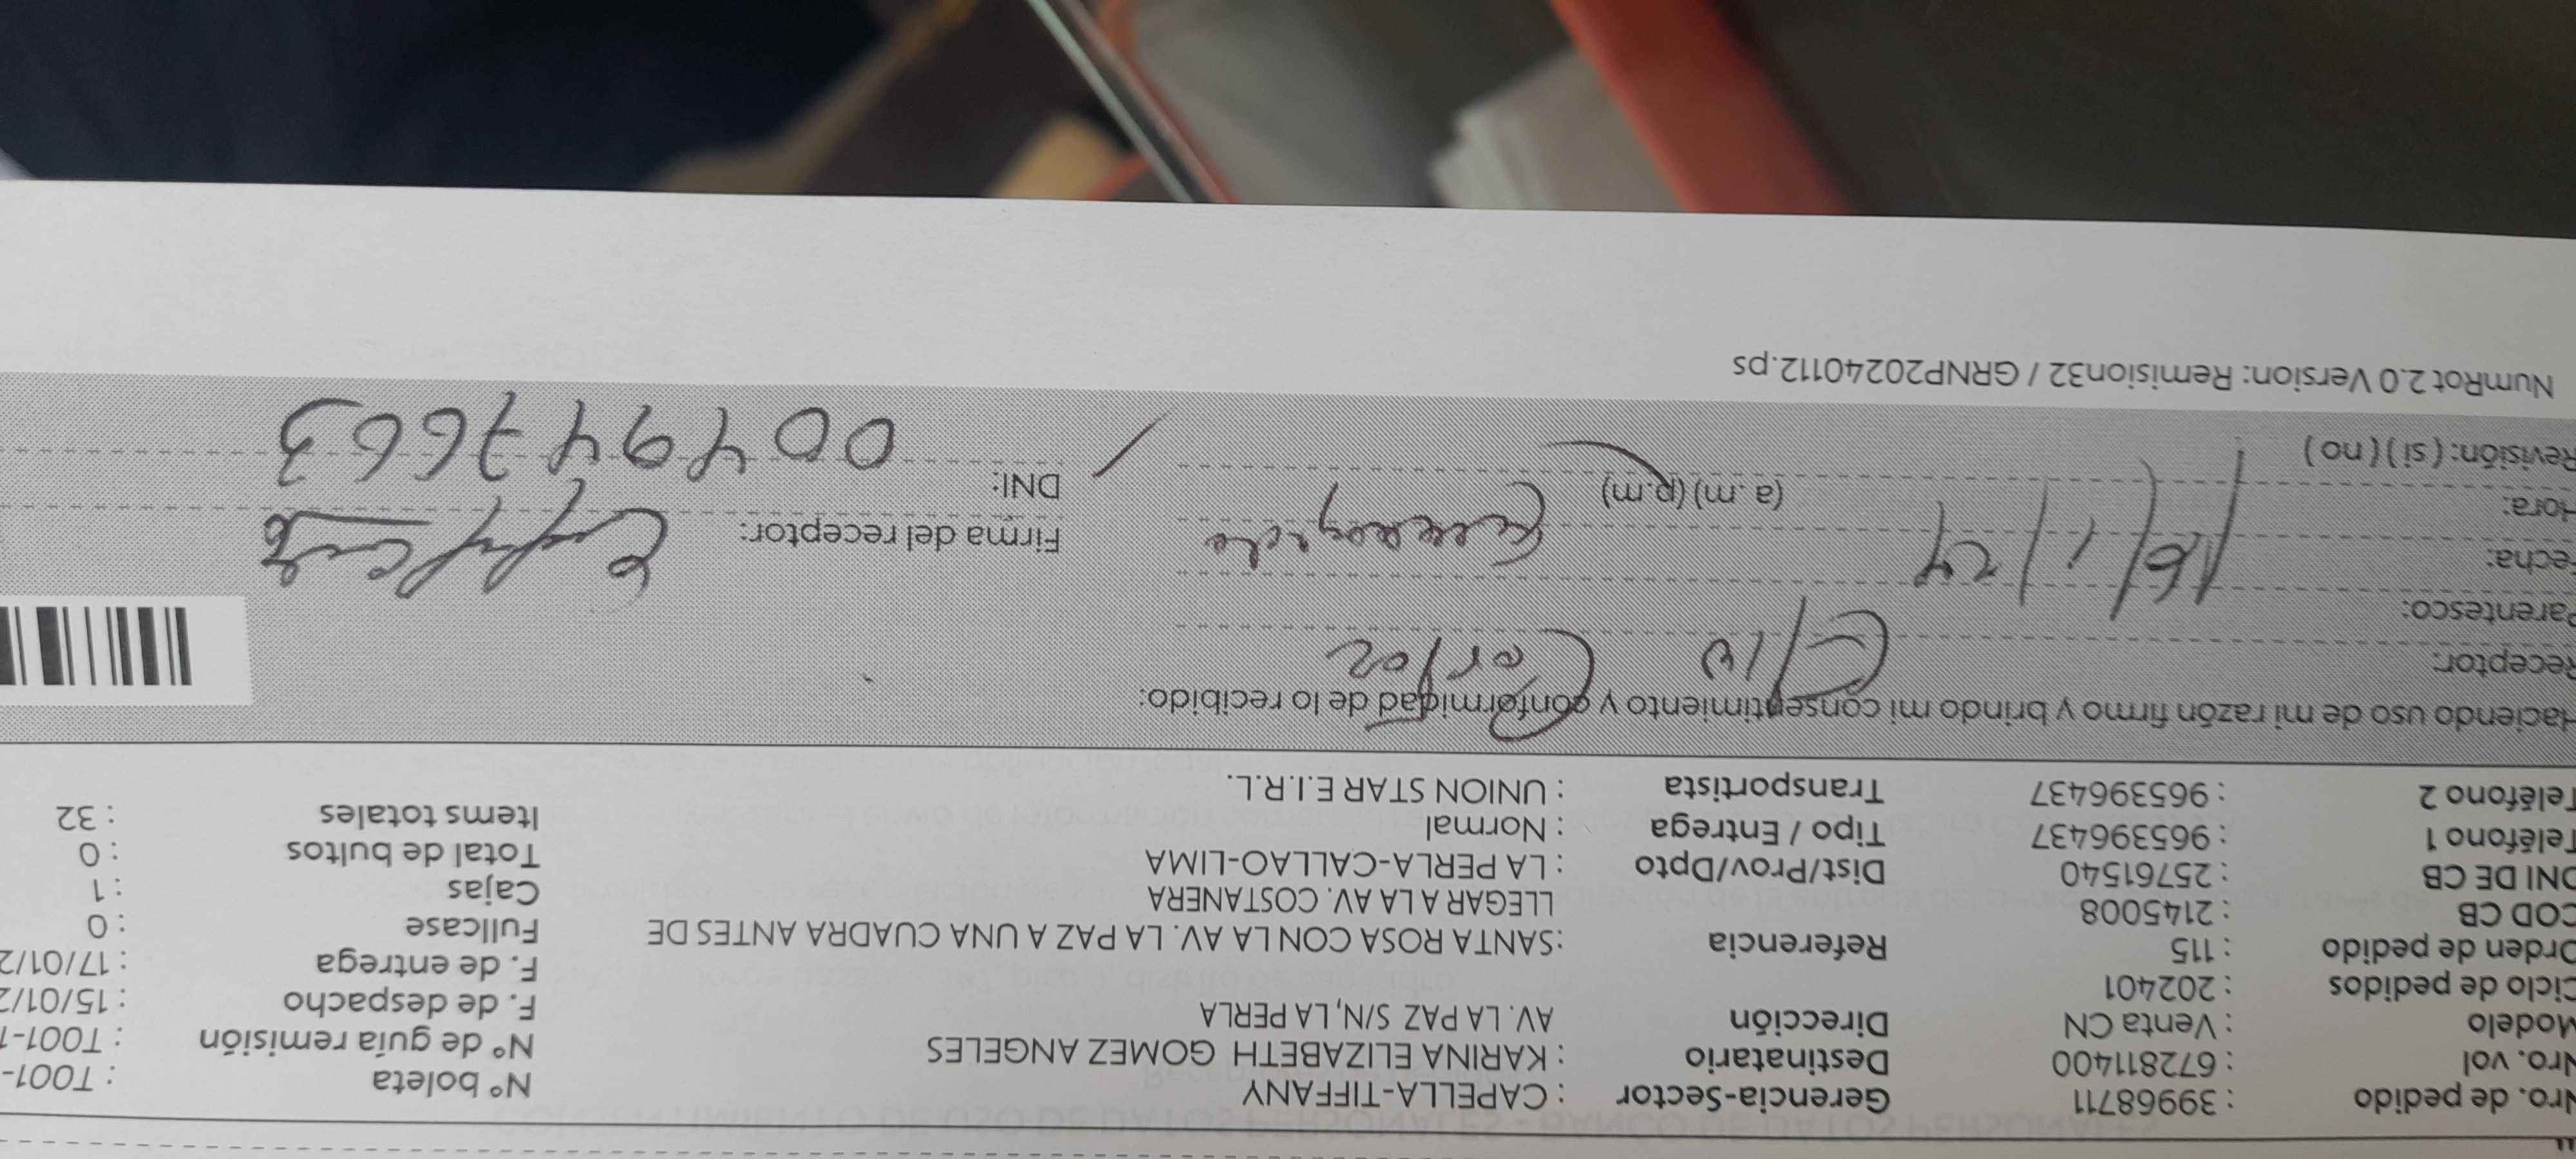 Nro. de pedido : 39968711 Gerencia-Sector : CAPELLA-TIFFANY Nº boleta : T001-
Nro. vol : 672811400 Destinatario : KARINA ELIZABETH GOMEZ ANGELES Nº de guía remisión : T001-1
Modelo : Venta CN Dirección AV. LA PAZ S/N, LA PERLA F. de despacho : 15/01/2
Ciclo de pedidos : 202401 F. de entrega : 17/01/2
Orden de pedido : 115 Referencia : SANTA ROSA CON LA AV. LA PAZ A UNA CUADRA ANTES DE Fullcase : 0
COD CB : 2145008 LLEGAR A LA AV. COSTANERA Cajas : 1
DNI DE CB : 25761540 Dist/Prov/Dpto : LA PERLA-CALLAO-LIMA Total de bultos : 0
Teléfono 1 : 965396437 Tipo / Entrega : Normal Items totales : 32
Teléfono 2 : 965396437 Transportista : UNION STAR E.I.R.L.
Haciendo uso de mi razón firmo y brindo mi consentimiento y conformidad de lo recibido:
Receptor:
Parentesco:
Fecha: 16/1/24 Firma del receptor:
Hora: (a.m) (p.m) DNI: 004947663
Revisión: ( si ) ( no )
NumRot 2.0 Version: Remision32 / GRNP20240112.ps